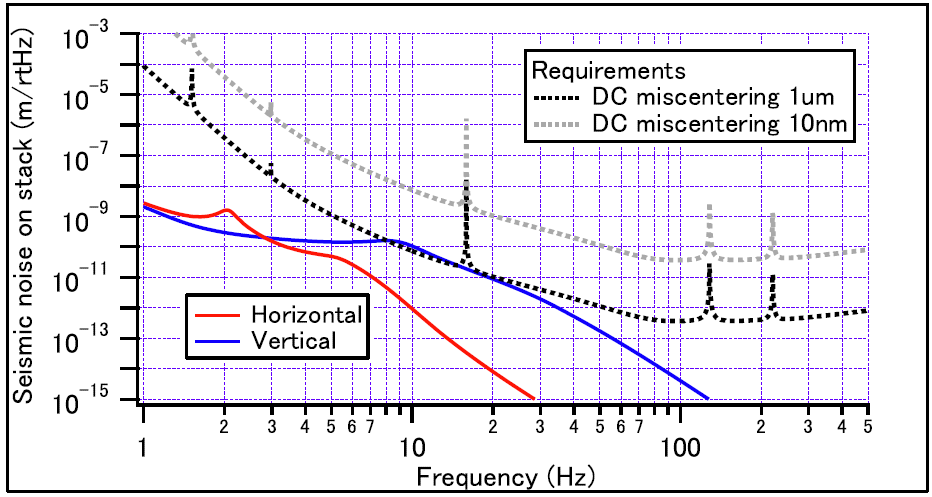 Seismic noise on stack (m/rtHz)
10⁻³
10⁻⁵
10⁻⁷
10⁻⁹
10⁻¹¹
10⁻¹³
10⁻¹⁵
Requirements
DC miscentering 1um
DC miscentering 10nm
Horizontal
Vertical
1 2 3 4 5 6 7 10 2 3 4 5 6 7 100 2 3 4 5
Frequency (Hz)